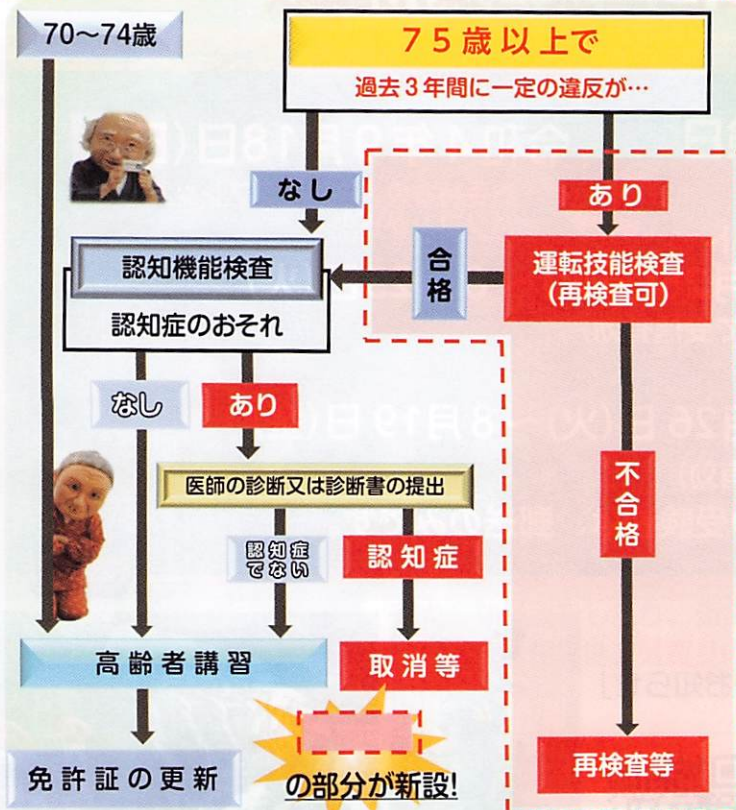 70～74歳
75歳以上で
過去3年間に一定の違反が…
なし
あり
認知機能検査
認知症のおそれ
合格
運転技能検査
(再検査可)
なし
あり
医師の診断又は診断書の提出
不合格
認知症
でない
認知症
高齢者講習
取消等
免許証の更新
の部分が新設!
再検査等